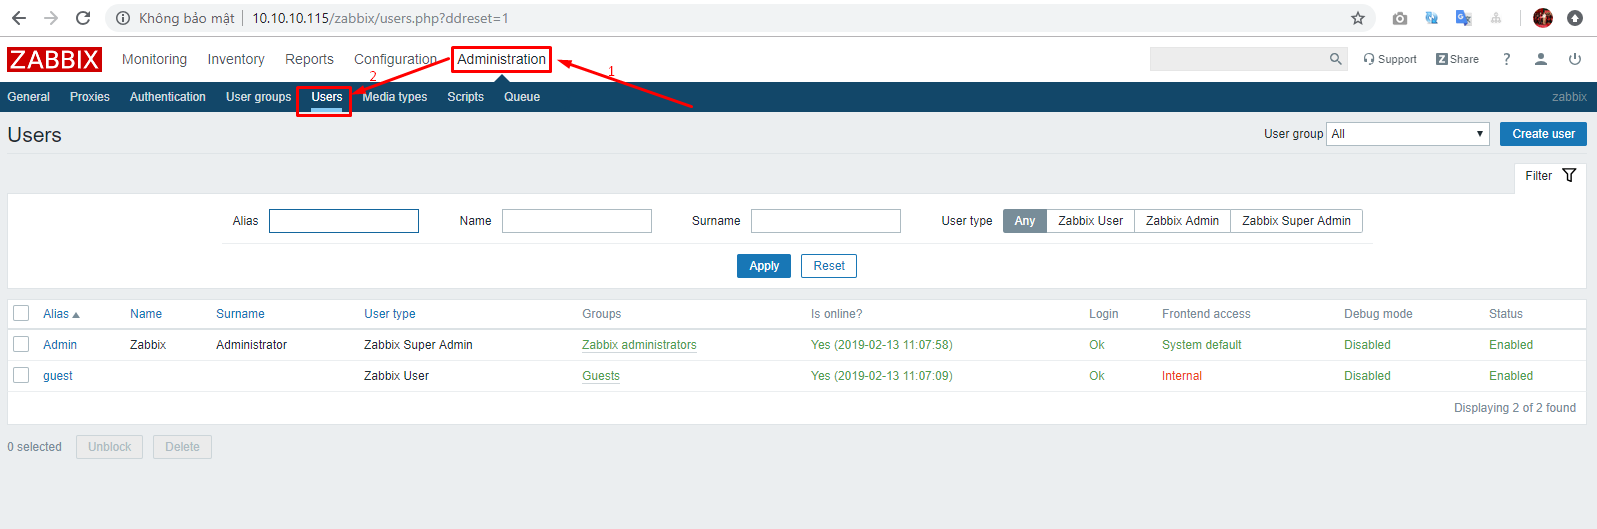 Không bảo mật | 10.10.10.115/zabbix/users.php?ddreset=1
ZABBIX Monitoring Inventory Reports Configuration Administration Support Z Share ?
2 1
General Proxies Authentication User groups Users Media types Scripts Queue zabbix
Users User group All Create user
Filter
Alias Name Surname User type Any Zabbix User Zabbix Admin Zabbix Super Admin
Apply Reset
Alias Name Surname User type Groups Is online? Login Frontend access Debug mode Status
Admin Zabbix Administrator Zabbix Super Admin Zabbix administrators Yes (2019-02-13 11:07:58) Ok System default Disabled Enabled
guest Zabbix User Guests Yes (2019-02-13 11:07:09) Ok Internal Disabled Enabled
Displaying 2 of 2 found
0 selected Unblock Delete